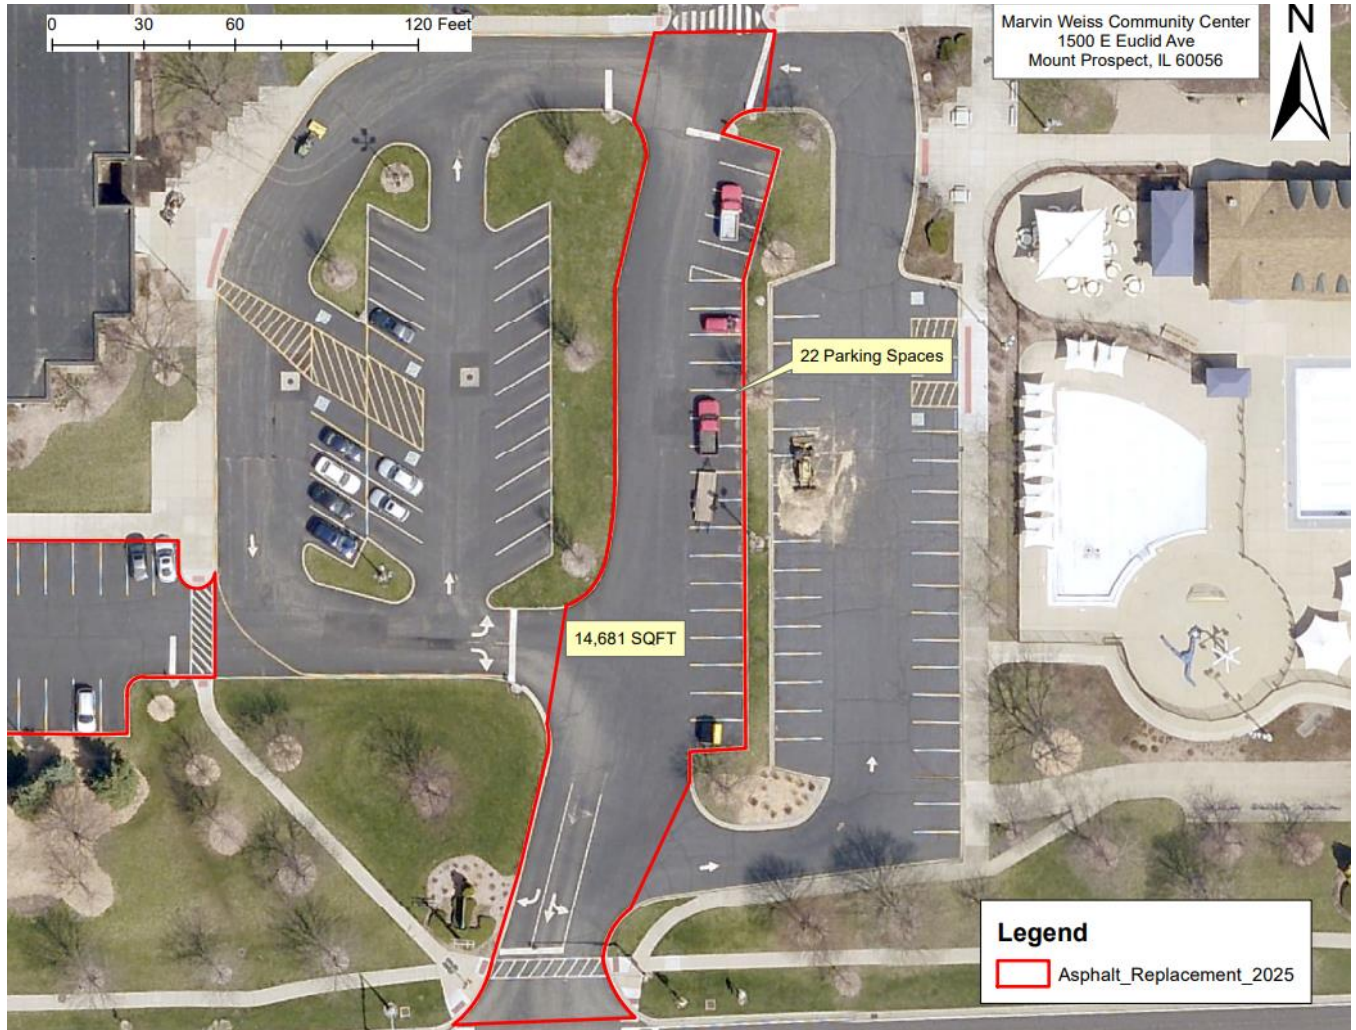 0 30 60 120 Feet
Marvin Weiss Community Center
1500 E Euclid Ave
Mount Prospect, IL 60056
N
22 Parking Spaces
14,681 SQFT
Legend
Asphalt_Replacement_2025